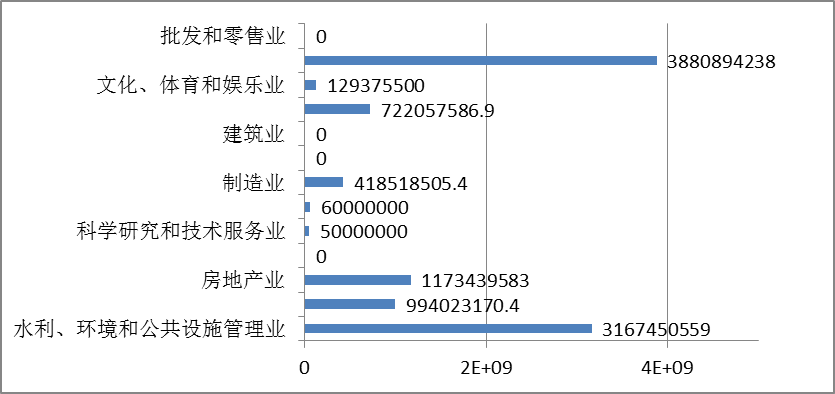 批发和零售业 0
3880894238
文化、体育和娱乐业 129375500
722057586.9
建筑业 0
0
制造业 418518505.4
60000000
科学研究和技术服务业 50000000
0
房地产业 1173439583
994023170.4
水利、环境和公共设施管理业 3167450559
0 2E+09 4E+09